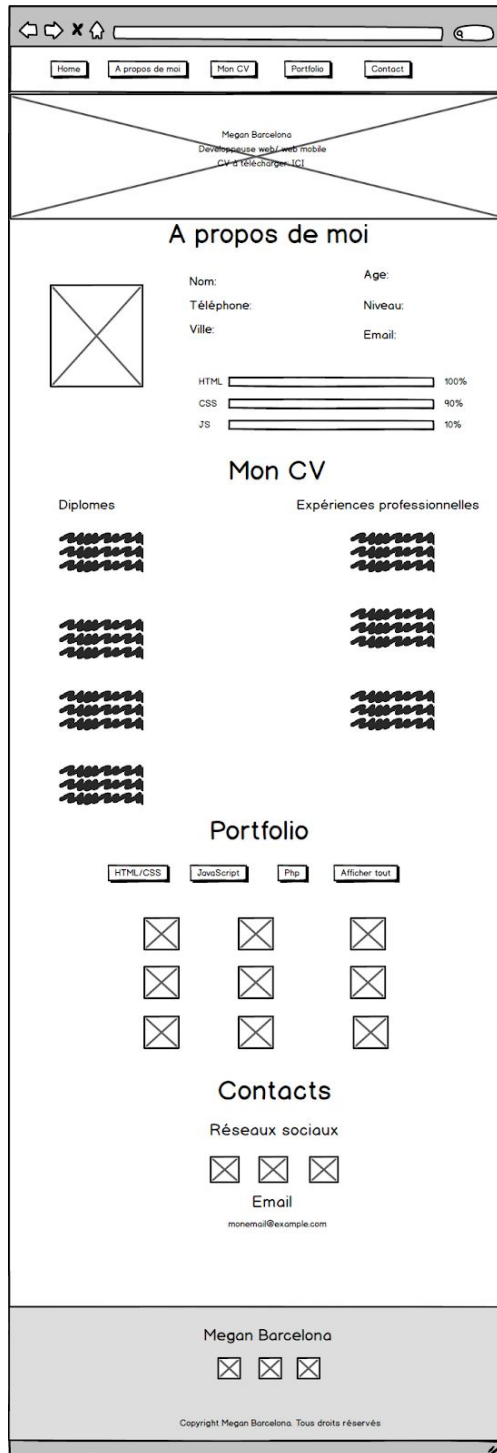 Home A propos de moi Mon CV Portfolio Contact
Megan Barcelona
Developpeuse web/ web mobile
CV à télécharger: ICI
A propos de moi
Nom: Age:
Téléphone: Niveau:
Ville: Email:
HTML 100%
CSS 90%
JS 10%
Mon CV
Diplomes Expériences professionnelles
Portfolio
HTML/CSS JavaScript Php Afficher tout
Contacts
Réseaux sociaux
Email
monemail@example.com
Megan Barcelona
Copyright Megan Barcelona. Tous droits réservés